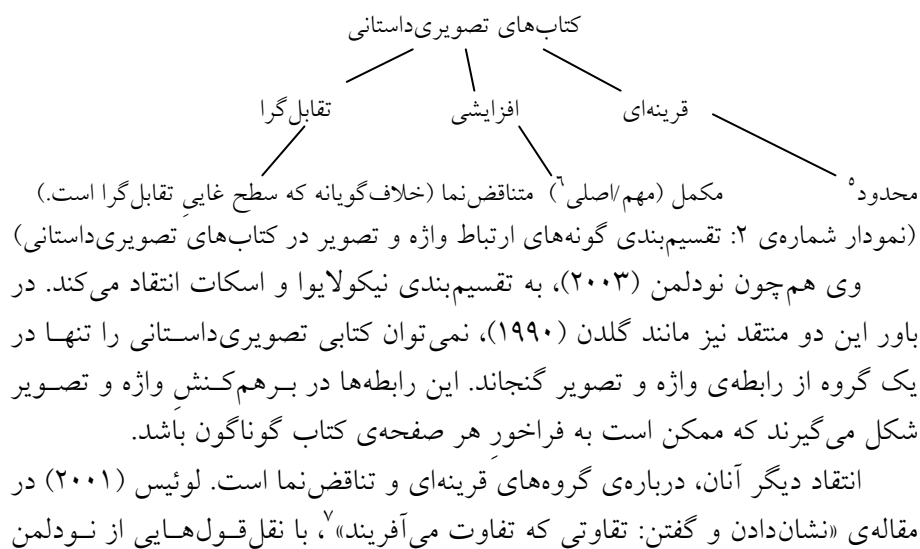 کتاب‌های تصویری‌داستانی
قرینه‌ای افزایشی تقابل‌گرا
محدود⁵ مکمل (مهم/اصلی⁶) متناقض‌نما (خلاف‌گویانه که سطح غاییِ تقابل‌گرا است.)
(نمودار شماره‌ی ۲: تقسیم‌بندی گونه‌های ارتباط واژه و تصویر در کتاب‌های تصویری‌داستانی)
وی هم‌چون نودلمن (۲۰۰۳)، به تقسیم‌بندی نیکولایوا و اسکات انتقاد می‌کند. در
باور این دو منتقد نیز مانند گلدن (۱۹۹۰)، نمی‌توان کتابی تصویری‌داستانی را تنها در
یک گروه از رابطه‌ی واژه و تصویر گنجاند. این رابطه‌ها در برهم‌کنشِ واژه و تصویر
شکل می‌گیرند که ممکن است به فراخورِ هر صفحه‌ی کتاب گوناگون باشد.
انتقاد دیگر آنان، درباره‌ی گروه‌های قرینه‌ای و تناقض‌نما است. لوئیس (۲۰۰۱) در
مقاله‌ی «نشان‌دادن و گفتن: تقاوتی که تفاوت می‌آفریند»⁷، با نقل‌قول‌هایی از نودلمن